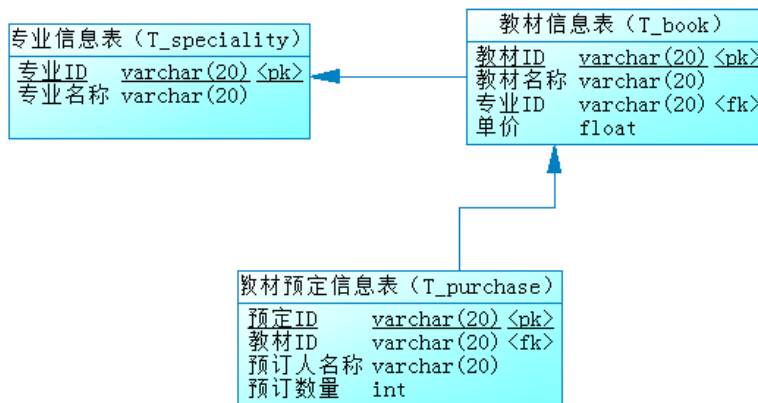 专业信息表（T_speciality）
专业ID varchar(20) <pk>
专业名称 varchar(20)
教材信息表（T_book）
教材ID varchar(20) <pk>
教材名称 varchar(20)
专业ID varchar(20) <fk>
单价 float
教材预定信息表（T_purchase）
预定ID varchar(20) <pk>
教材ID varchar(20) <fk>
预订人名称 varchar(20)
预订数量 int